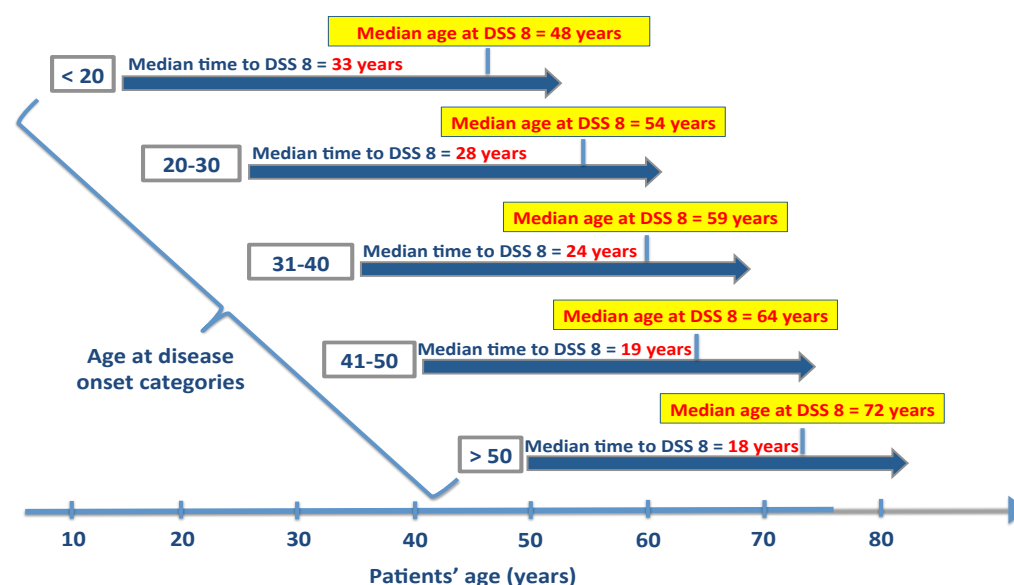 Median age at DSS 8 = 48 years
Median time to DSS 8 = 33 years
< 20
Median age at DSS 8 = 54 years
Median time to DSS 8 = 28 years
20-30
Median age at DSS 8 = 59 years
Median time to DSS 8 = 24 years
31-40
Median age at DSS 8 = 64 years
Median time to DSS 8 = 19 years
41-50
Age at disease
onset categories
Median age at DSS 8 = 72 years
Median time to DSS 8 = 18 years
> 50
10 20 30 40 50 60 70 80
Patients' age (years)